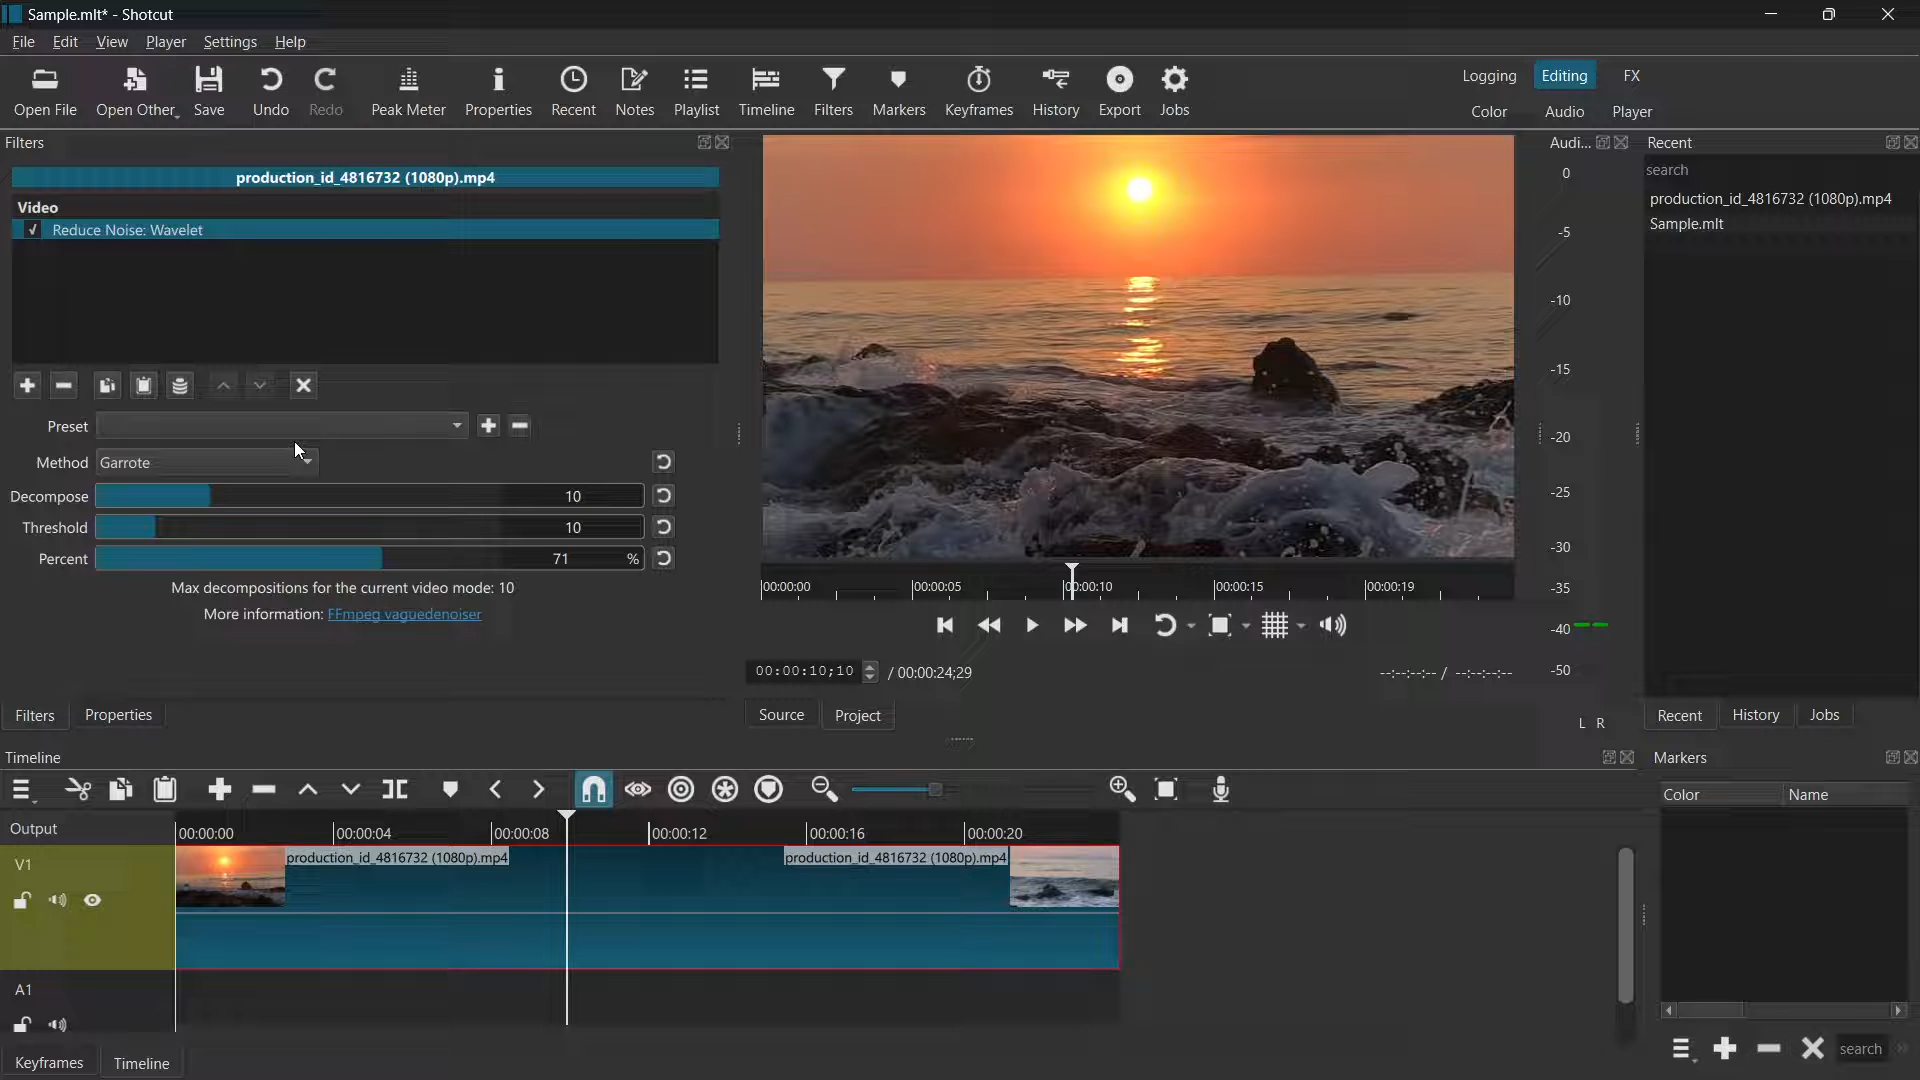 Sample.mlt* - Shotcut
File Edit View Player Settings Help
Open File Open Other Save Undo Redo Peak Meter Properties Recent Notes Playlist Timeline Filters Markers Keyframes History Export Jobs
Logging Editing FX
Color Audio Player
Filters
production_id_4816732 (1080p).mp4
Video
Reduce Noise: Wavelet
Preset
Method Garrote
Decompose 10
Threshold 10
Percent 71 %
Max decompositions for the current video mode: 10
More information: FFmpeg vaguedenoiser
Filters Properties
00:00:00 00:00:05 00:00:10 00:00:15 00:00:19
00:00:10;10 / 00:00:24;29 --:--:--:-- / --:--:--:--
Source Project
Audi...
0
-5
-10
-15
-20
-25
-30
-35
-40
-50
L R
Recent
search
production_id_4816732 (1080p).mp4
Sample.mlt
Recent History Jobs
Timeline
Output
00:00:00 00:00:04 00:00:08 00:00:12 00:00:16 00:00:20
V1
production_id_4816732 (1080p).mp4 production_id_4816732 (1080p).mp4
A1
Keyframes Timeline
Markers
Color Name
search